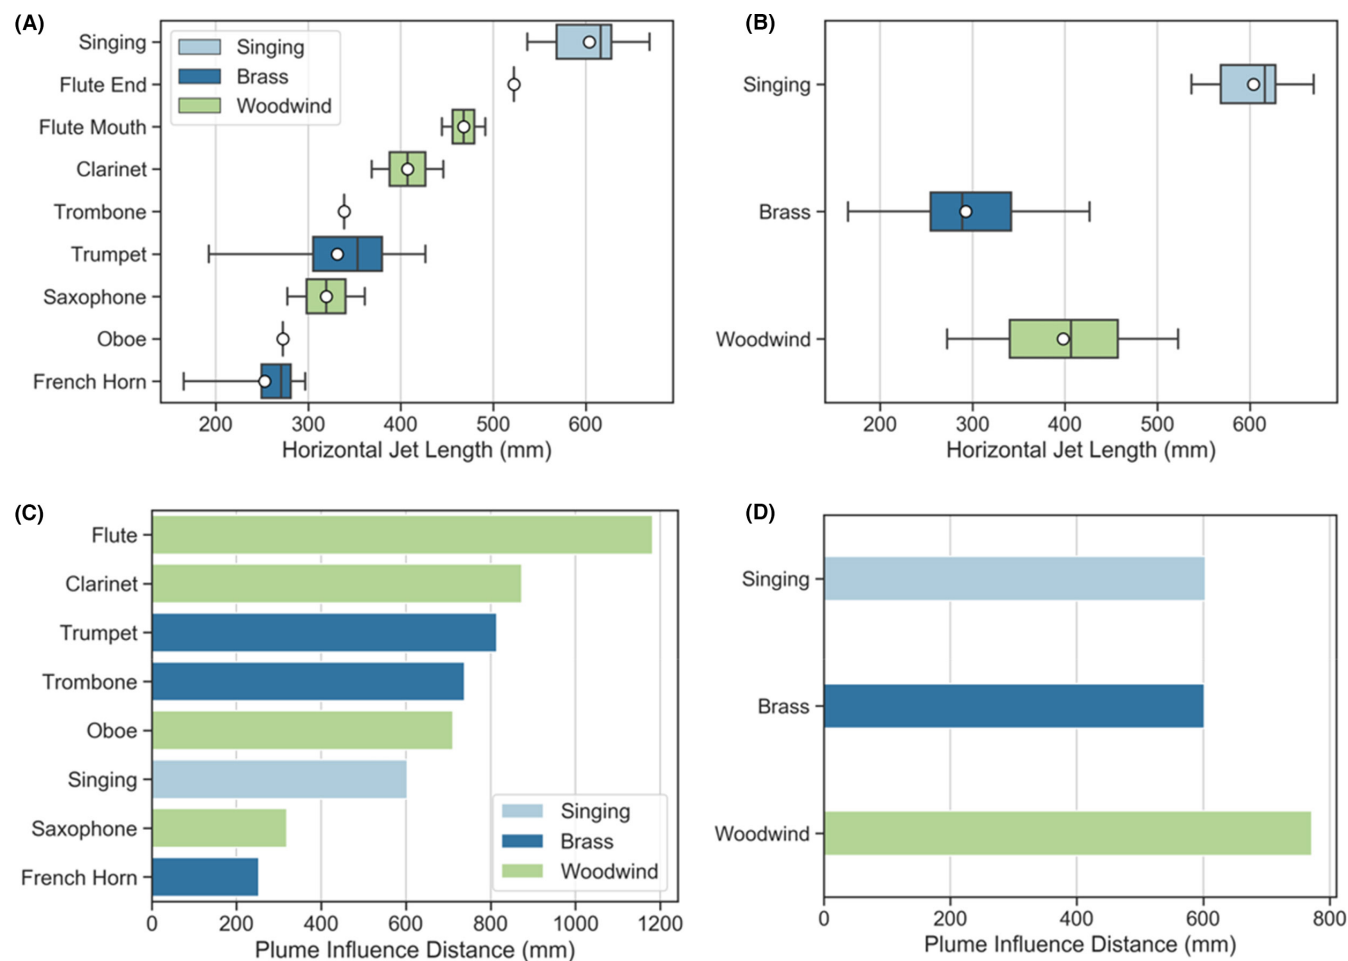 (A)
Singing
Flute End
Flute Mouth
Clarinet
Trombone
Trumpet
Saxophone
Oboe
French Horn
Singing
Brass
Woodwind
200 300 400 500 600
Horizontal Jet Length (mm)
(B)
Singing
Brass
Woodwind
200 300 400 500 600
Horizontal Jet Length (mm)
(C)
Flute
Clarinet
Trumpet
Trombone
Oboe
Singing
Saxophone
French Horn
Singing
Brass
Woodwind
0 200 400 600 800 1000 1200
Plume Influence Distance (mm)
(D)
Singing
Brass
Woodwind
0 200 400 600 800
Plume Influence Distance (mm)